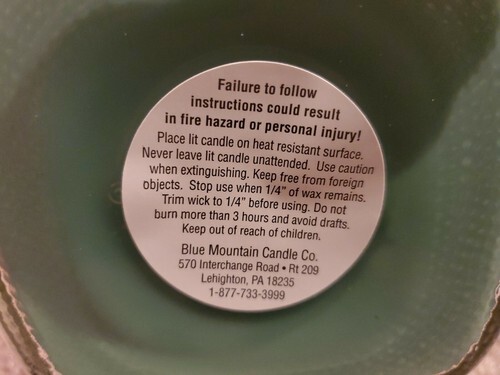 Failure to follow
instructions could result
in fire hazard or personal injury!
Place lit candle on heat resistant surface.
Never leave lit candle unattended. Use caution
when extinguishing. Keep free from foreign
objects. Stop use when 1/4" of wax remains.
Trim wick to 1/4" before using. Do not
burn more than 3 hours and avoid drafts.
Keep out of reach of children.
Blue Mountain Candle Co.
570 Interchange Road • Rt 209
Lehighton, PA 18235
1-877-733-3999